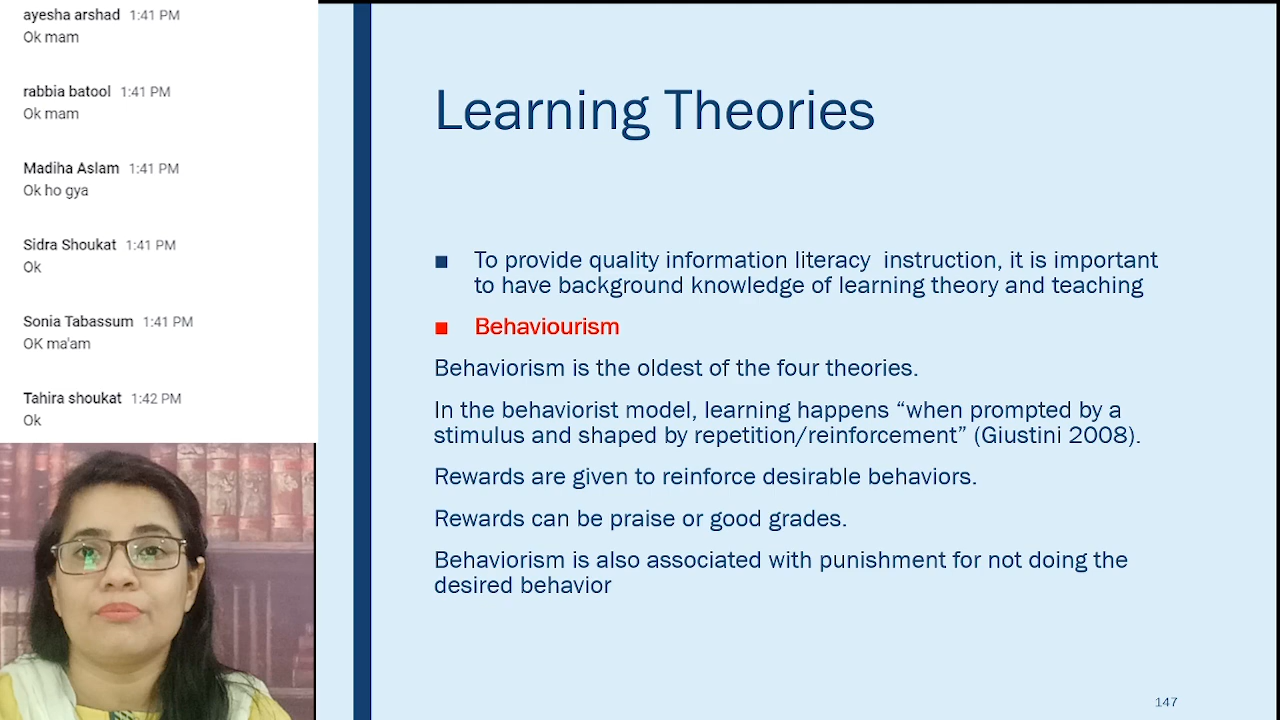 ayesha arshad 1:41 PM
Ok mam
rabbia batool 1:41 PM
Ok mam
Madiha Aslam 1:41 PM
Ok ho gya
Sidra Shoukat 1:41 PM
Ok
Sonia Tabassum 1:41 PM
OK ma'am
Tahira shoukat 1:42 PM
Ok
Learning Theories
■ To provide quality information literacy instruction, it is important
to have background knowledge of learning theory and teaching
■ Behaviourism
Behaviorism is the oldest of the four theories.
In the behaviorist model, learning happens “when prompted by a
stimulus and shaped by repetition/reinforcement” (Giustini 2008).
Rewards are given to reinforce desirable behaviors.
Rewards can be praise or good grades.
Behaviorism is also associated with punishment for not doing the
desired behavior
147